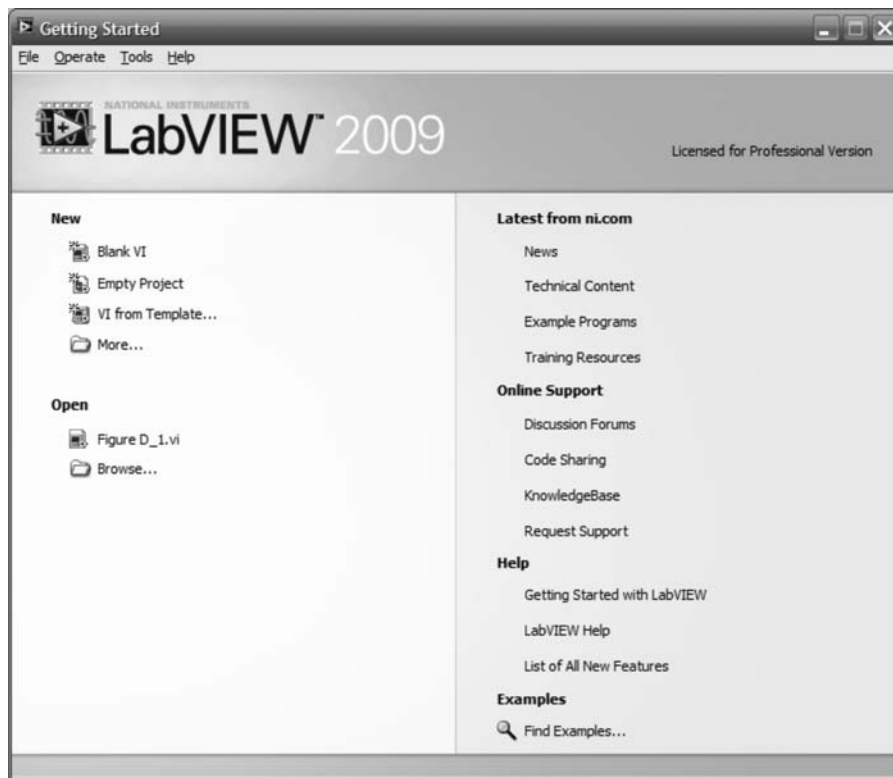 Getting Started
File Operate Tools Help
NATIONAL INSTRUMENTS
LabVIEW™ 2009
Licensed for Professional Version
New
Blank VI
Empty Project
VI from Template...
More...
Open
Figure D_1.vi
Browse...
Latest from ni.com
News
Technical Content
Example Programs
Training Resources
Online Support
Discussion Forums
Code Sharing
KnowledgeBase
Request Support
Help
Getting Started with LabVIEW
LabVIEW Help
List of All New Features
Examples
Find Examples...